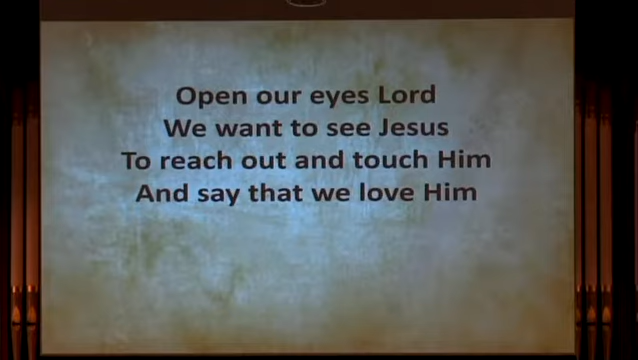 Open our eyes Lord
We want to see Jesus
To reach out and touch Him
And say that we love Him